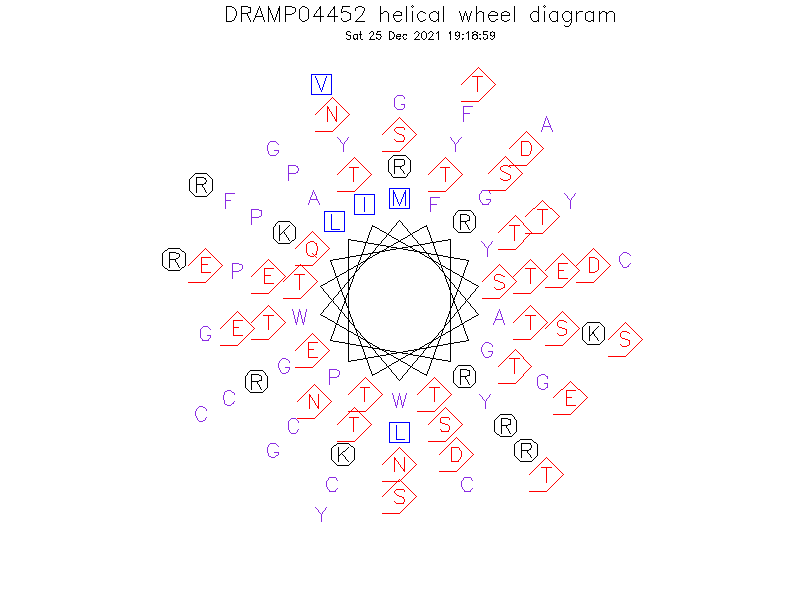 DRAMP04452 helical wheel diagram
Sat 25 Dec 2021 19:18:59
V G T
N F
S A
G Y Y D
P T R T S
R A I M F G Y
F L T
P K R T
Q Y
R E P E T S T E D C
G E T W A T S K S
E G
G P R T G
C C R N T W T Y E
C T L S R
G K N D R T
C S C
Y